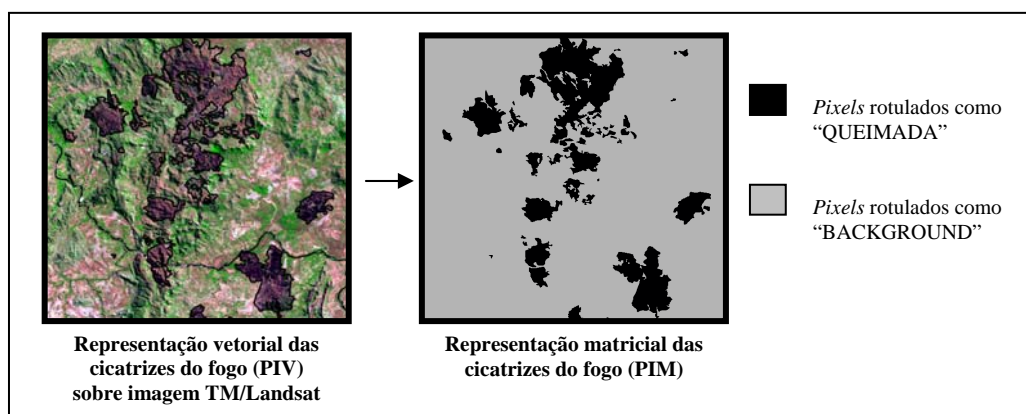 Pixels rotulados como
“QUEIMADA”
Pixels rotulados como
“BACKGROUND”
Representação vetorial das
cicatrizes do fogo (PIV)
sobre imagem TM/Landsat
Representação matricial das
cicatrizes do fogo (PIM)